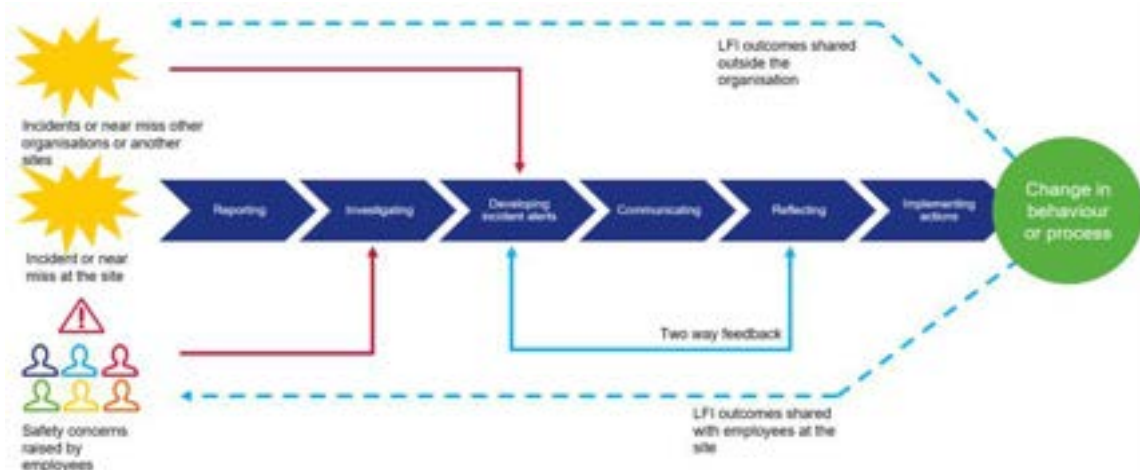 LFI outcomes shared
outside the
organisation
Incidents or near miss other
organisations or another
sites
Reporting
Investigating
Developing
incident alerts
Communicating
Reflecting
Implementing
actions
Change in
behaviour
or process
Incident or near
miss at the site
Two way feedback
Safety concerns
raised by
employees
LFI outcomes shared
with employees at the
site